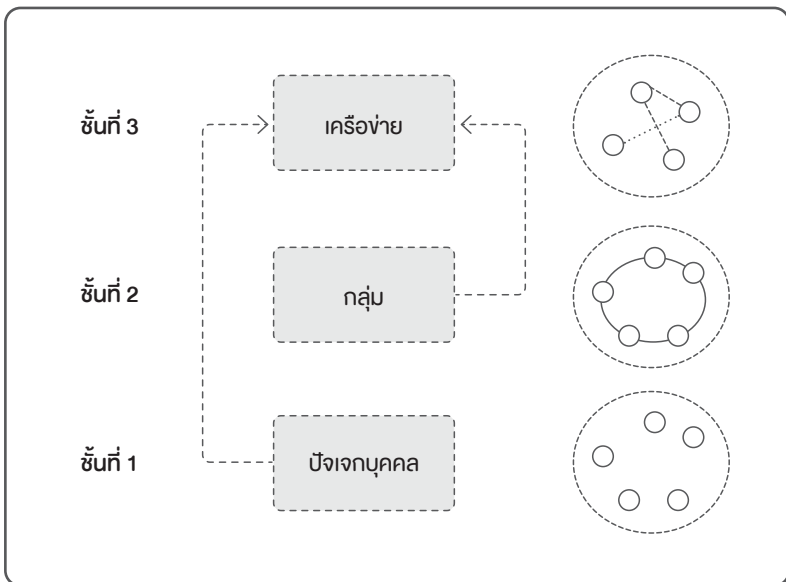 ชั้นที่ 3
เครือข่าย
ชั้นที่ 2
กลุ่ม
ชั้นที่ 1
ปัจเจกบุคคล